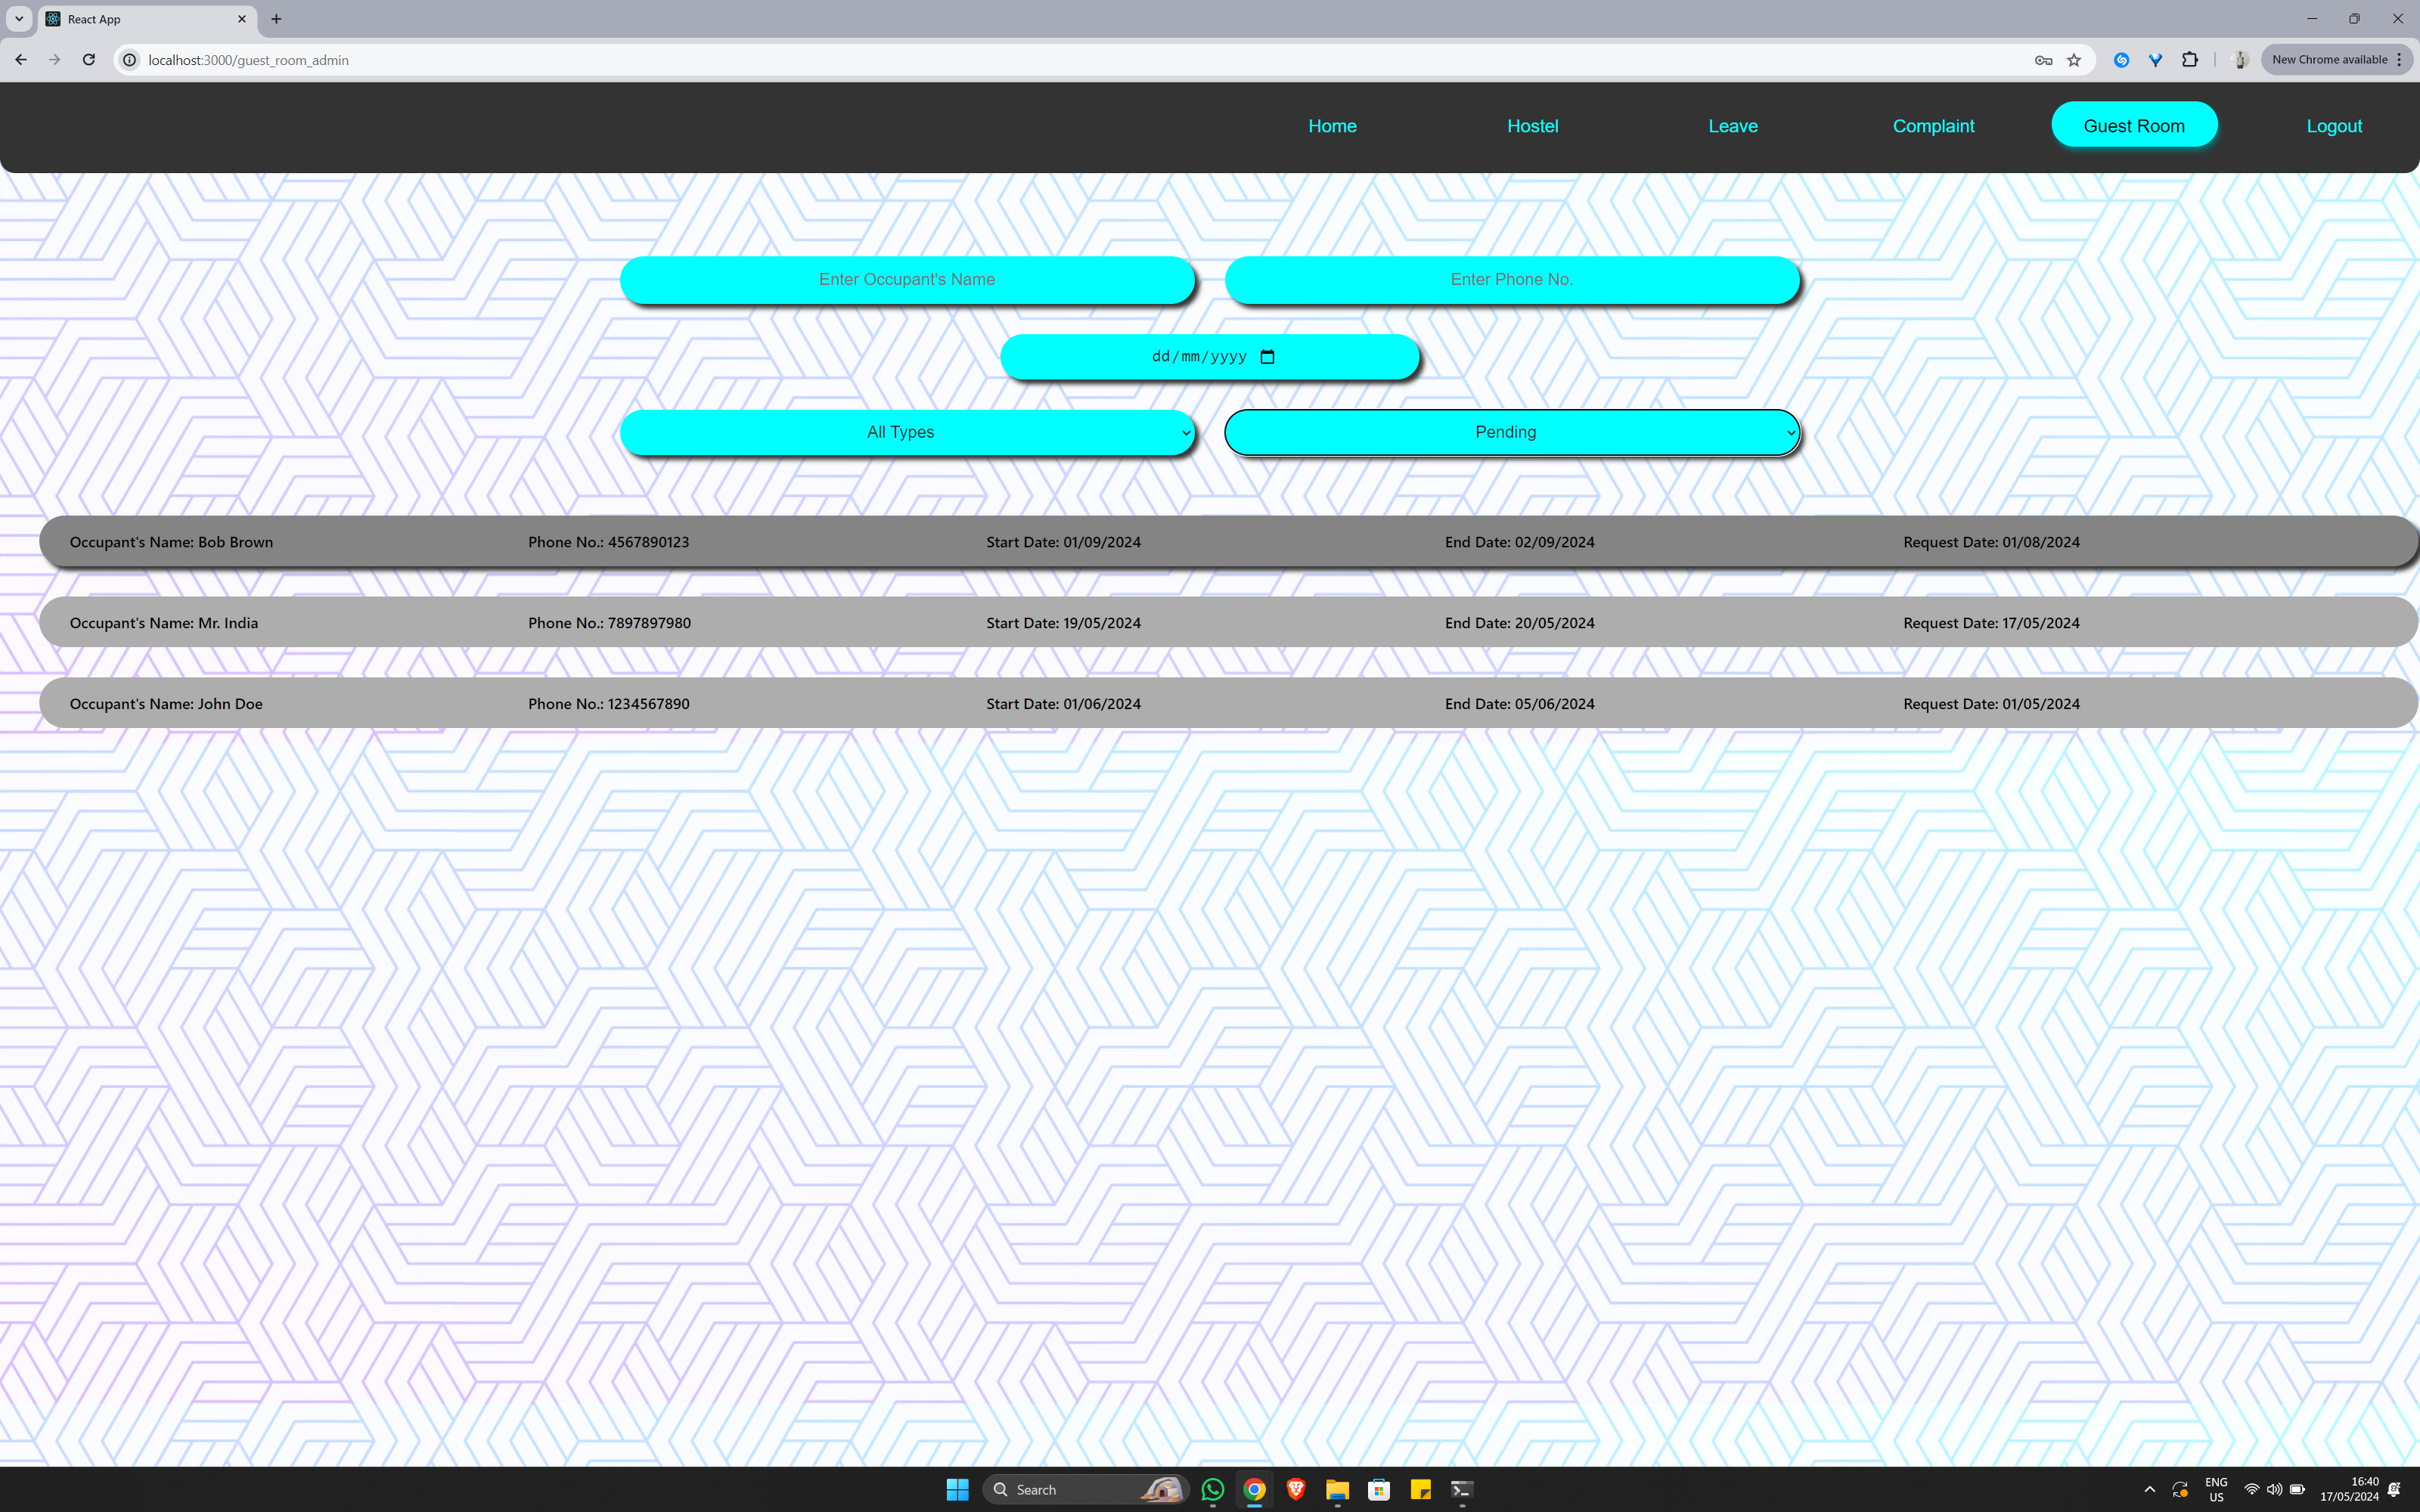 React App
localhost:3000/guest_room_admin
New Chrome available
Home Hostel Leave Complaint Guest Room Logout
Enter Occupant's Name Enter Phone No.
dd/mm/yyyy
All Types Pending
Occupant's Name: Bob Brown Phone No.: 4567890123 Start Date: 01/09/2024 End Date: 02/09/2024 Request Date: 01/08/2024
Occupant's Name: Mr. India Phone No.: 7897897980 Start Date: 19/05/2024 End Date: 20/05/2024 Request Date: 17/05/2024
Occupant's Name: John Doe Phone No.: 1234567890 Start Date: 01/06/2024 End Date: 05/06/2024 Request Date: 01/05/2024
Search
ENG
US
16:40
17/05/2024